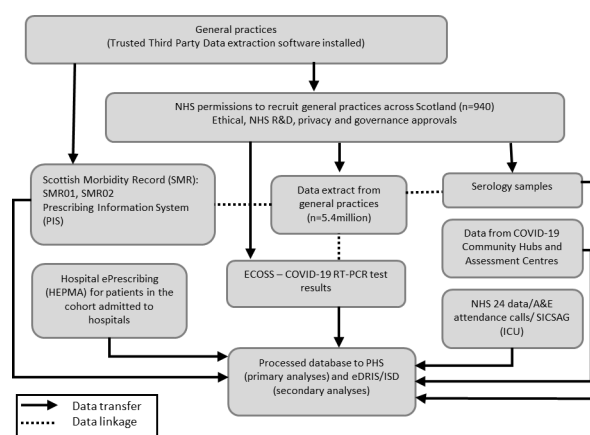 General practices
(Trusted Third Party Data extraction software installed)
NHS permissions to recruit general practices across Scotland (n=940)
Ethical, NHS R&D, privacy and governance approvals
Scottish Morbidity Record (SMR):
SMR01, SMR02
Prescribing Information System
(PIS)
Data extract from
general practices
(n=5.4million)
Serology samples
Data from COVID-19
Community Hubs and
Assessment Centres
Hospital ePrescribing
(HEPMA) for patients in the
cohort admitted to
hospitals
ECOSS – COVID-19 RT-PCR test
results
NHS 24 data/A&E
attendance calls/ SICSAG
(ICU)
Processed database to PHS
(primary analyses) and eDRIS/ISD
(secondary analyses)
Data transfer
Data linkage